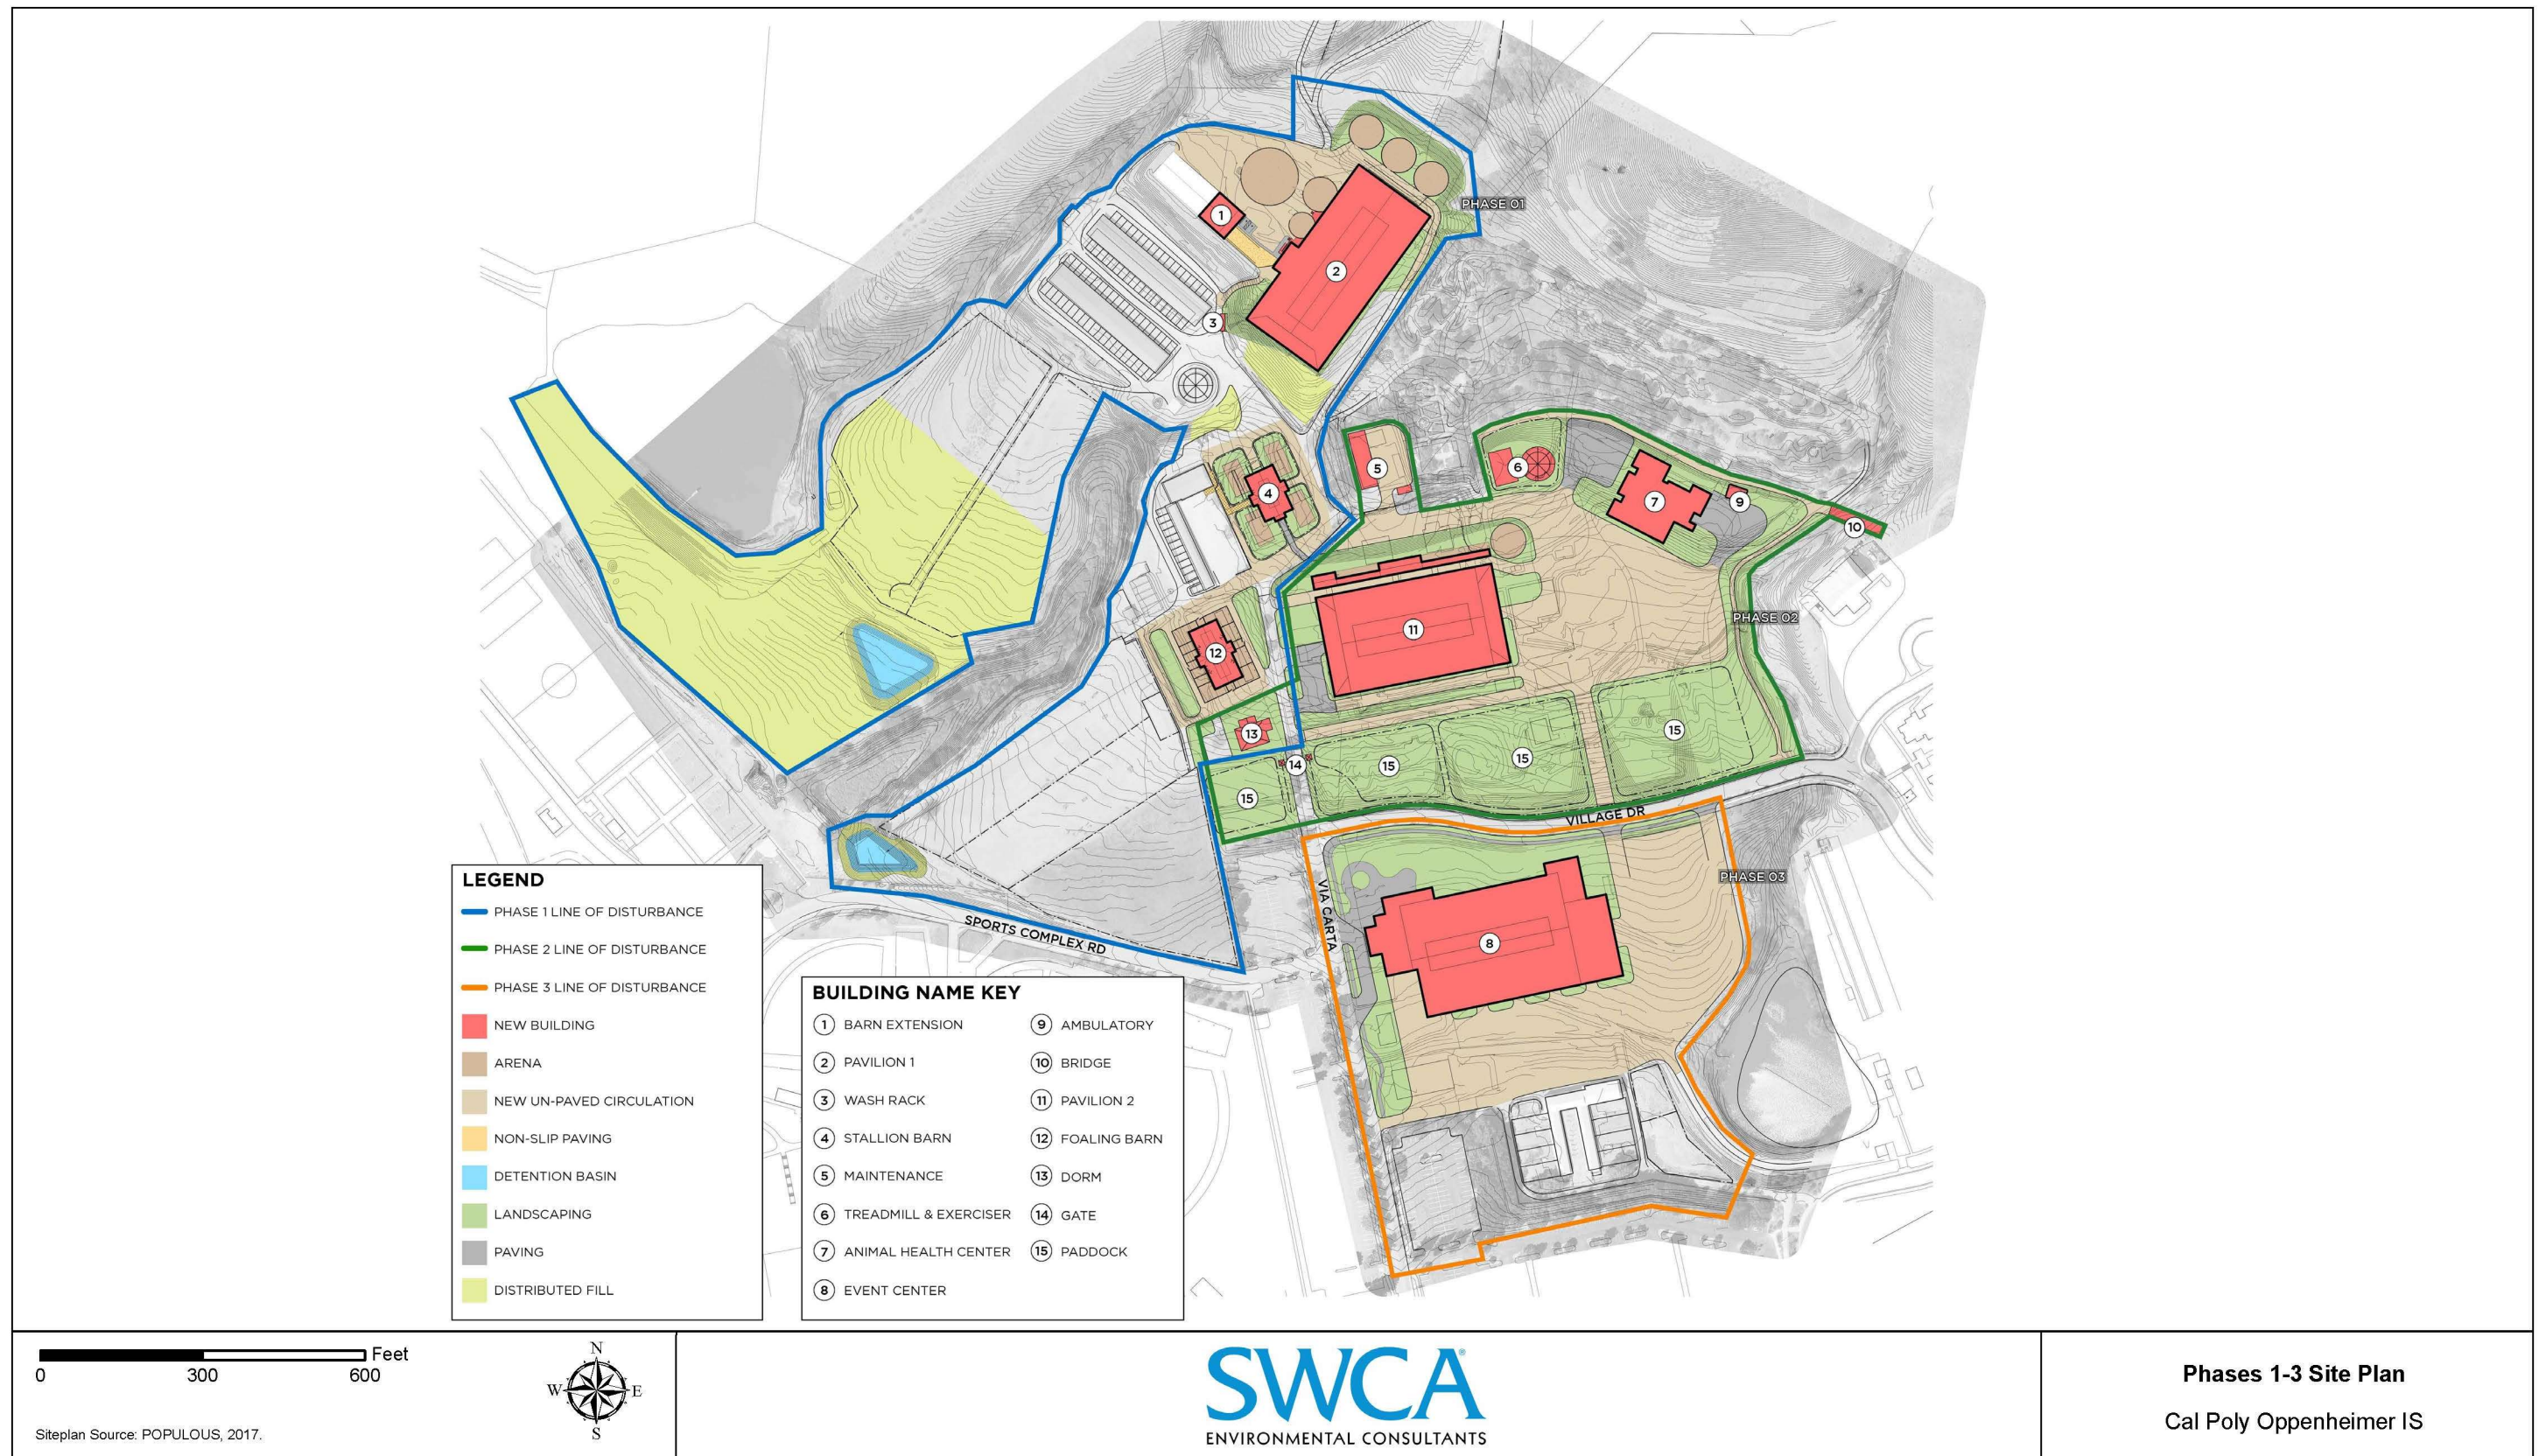 PHASE 01
1
2
3
4
5
6
7
9
10
PHASE 02
11
12
13
14
15
15
15
15
VILLAGE DR
PHASE 03
VIA CARTA
8
SPORTS COMPLEX RD
LEGEND
PHASE 1 LINE OF DISTURBANCE
PHASE 2 LINE OF DISTURBANCE
PHASE 3 LINE OF DISTURBANCE
NEW BUILDING
ARENA
NEW UN-PAVED CIRCULATION
NON-SLIP PAVING
DETENTION BASIN
LANDSCAPING
PAVING
DISTRIBUTED FILL
BUILDING NAME KEY
1 BARN EXTENSION
2 PAVILION 1
3 WASH RACK
4 STALLION BARN
5 MAINTENANCE
6 TREADMILL & EXERCISER
7 ANIMAL HEALTH CENTER
8 EVENT CENTER
9 AMBULATORY
10 BRIDGE
11 PAVILION 2
12 FOALING BARN
13 DORM
14 GATE
15 PADDOCK
Feet
0 300 600
N
W E
S
Siteplan Source: POPULOUS, 2017.
SWCA®
ENVIRONMENTAL CONSULTANTS
Phases 1-3 Site Plan
Cal Poly Oppenheimer IS